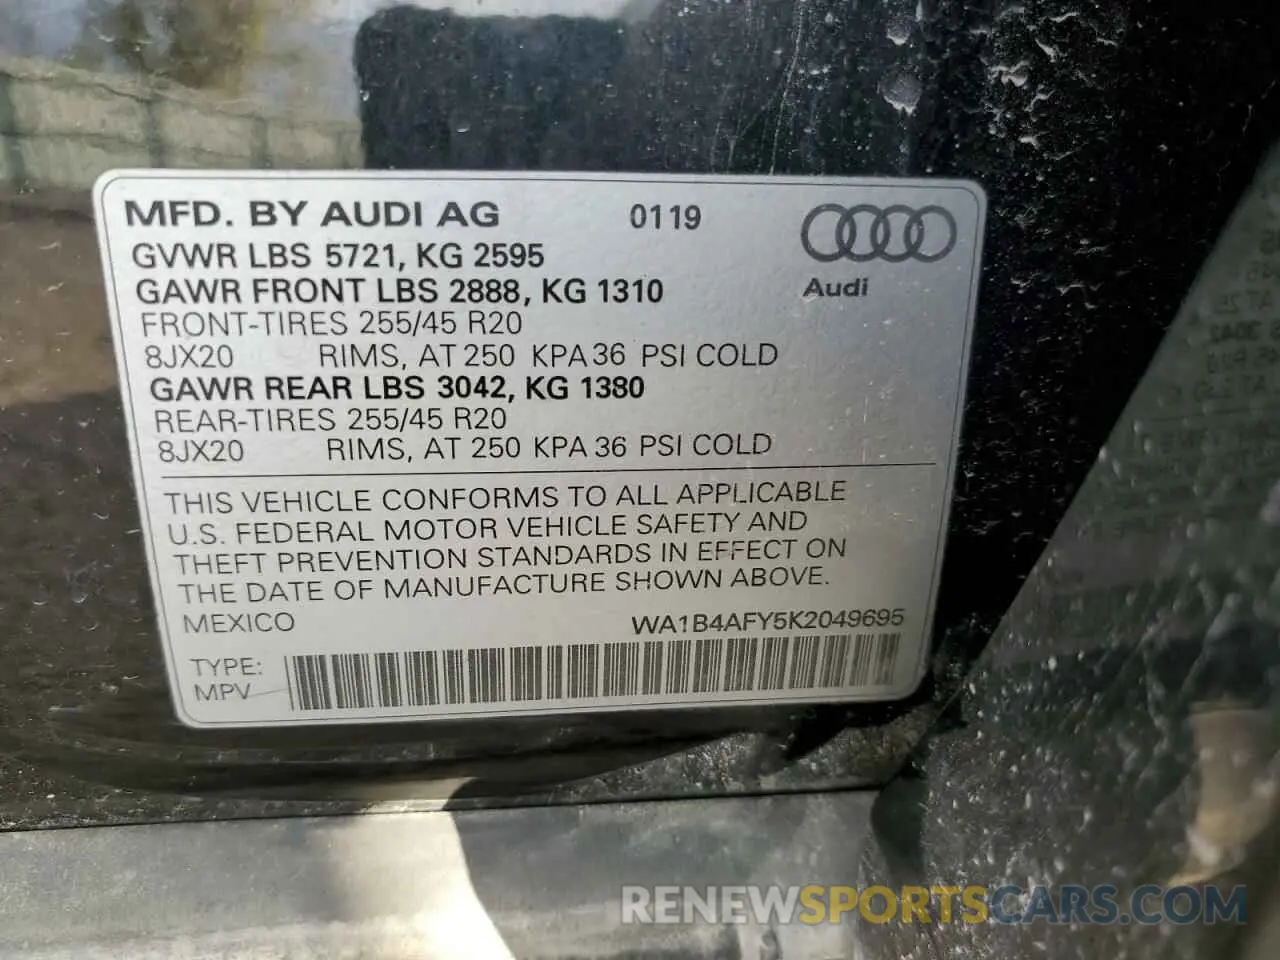 MFD. BY AUDI AG 0119
GVWR LBS 5721, KG 2595
GAWR FRONT LBS 2888, KG 1310
Audi
FRONT-TIRES 255/45 R20
8JX20 RIMS, AT 250 KPA 36 PSI COLD
GAWR REAR LBS 3042, KG 1380
REAR-TIRES 255/45 R20
8JX20 RIMS, AT 250 KPA 36 PSI COLD
THIS VEHICLE CONFORMS TO ALL APPLICABLE
U.S. FEDERAL MOTOR VEHICLE SAFETY AND
THEFT PREVENTION STANDARDS IN EFFECT ON
THE DATE OF MANUFACTURE SHOWN ABOVE.
MEXICO WA1B4AFY5K2049695
TYPE:
MPV
RENEWSPORTSCARS.COM